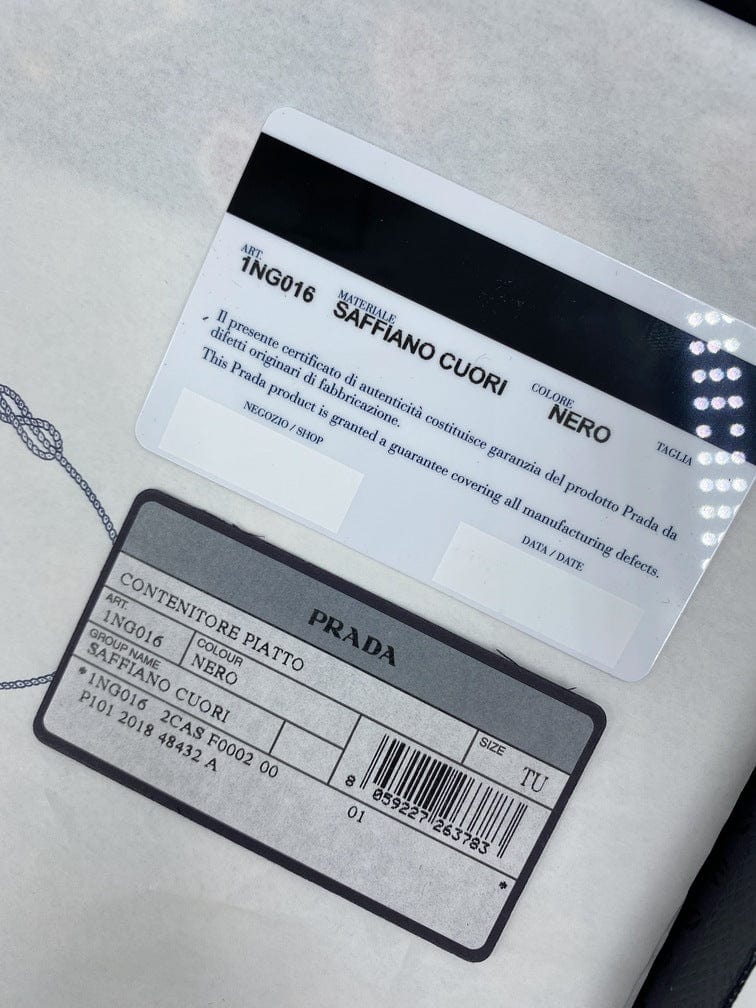 ART.
1NG016
MATERIALE
SAFFIANO CUORI
COLORE
NERO
TAGLIA
Il presente certificato di autenticità costituisce garanzia del prodotto Prada da
difetti originari di fabbricazione.
This Prada product is granted a guarantee covering all manufacturing defects.
NEGOZIO / SHOP
DATA / DATE
PRADA
CONTENITORE PIATTO
ART.
1NG016
COLOUR
NERO
SIZE
TU
GROUP NAME
SAFFIANO CUORI
*1NG016 2CAS F0002 00
P101 2018 48432 A
8 059227 263783
01
*